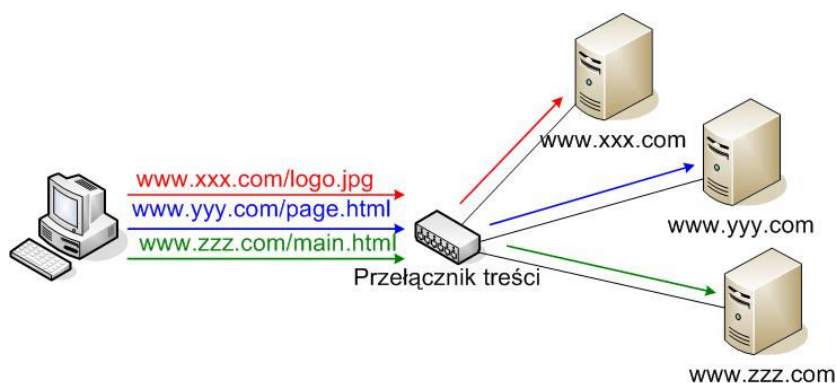 www.xxx.com/logo.jpg
www.yyy.com/page.html
www.zzz.com/main.html
Przełącznik treści
www.xxx.com
www.yyy.com
www.zzz.com